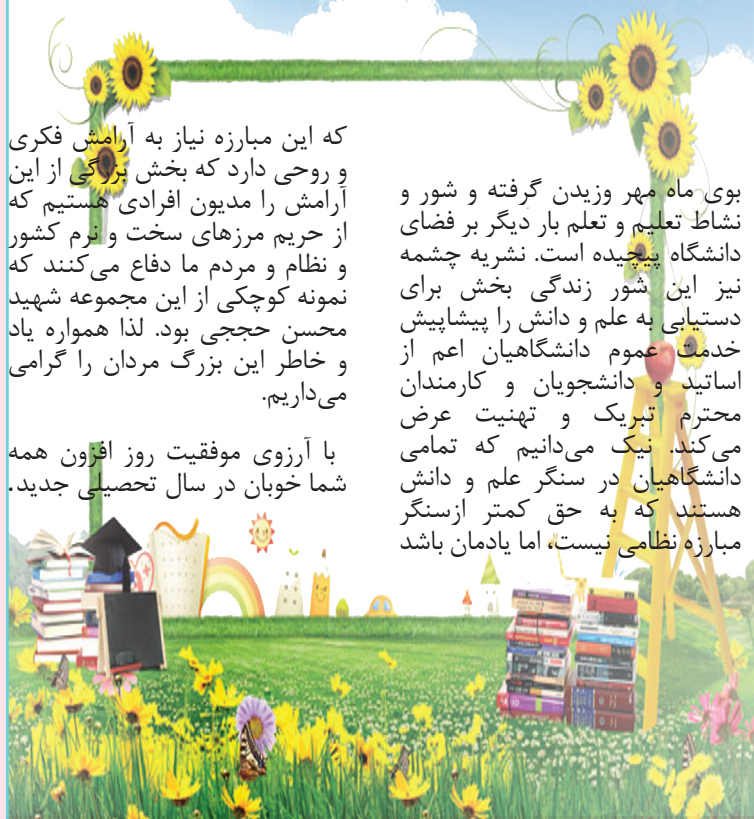 بوی ماه مهر وزیدن گرفته و شور و
نشاط تعلیم و تعلم بار دیگر بر فضای
دانشگاه پیچیده است. نشریه چشمه
نیز این شور زندگی بخش برای
دستیابی به علم و دانش را پیشاپیش
خدمت عموم دانشگاهیان اعم از
اساتید و دانشجویان و کارمندان
محترم تبریک و تهنیت عرض
می‌کند. نیک می‌دانیم که تمامی
دانشگاهیان در سنگر علم و دانش
هستند که به حق کمتر ازسنگر
مبارزه نظامی نیست، اما یادمان باشد
که این مبارزه نیاز به آرامش فکری
و روحی دارد که بخش بزرگی از این
آرامش را مدیون افرادی هستیم که
از حریم مرزهای سخت و نرم کشور
و نظام و مردم ما دفاع می‌کنند که
نمونه کوچکی از این مجموعه شهید
محسن حججی بود. لذا همواره یاد
و خاطر این بزرگ مردان را گرامی
می‌داریم.
با آرزوی موفقیت روز افزون همه
شما خوبان در سال تحصیلی جدید.